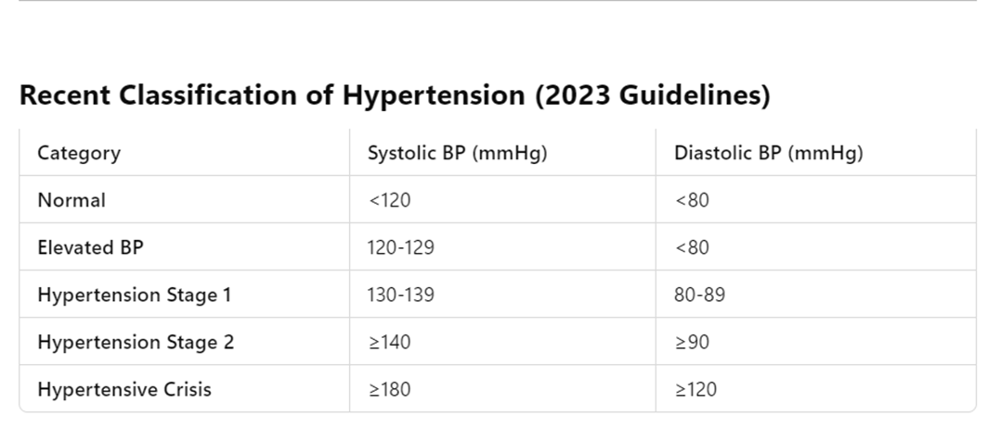 Recent Classification of Hypertension (2023 Guidelines)
Category Systolic BP (mmHg) Diastolic BP (mmHg)
Normal <120 <80
Elevated BP 120-129 <80
Hypertension Stage 1 130-139 80-89
Hypertension Stage 2 ≥140 ≥90
Hypertensive Crisis ≥180 ≥120